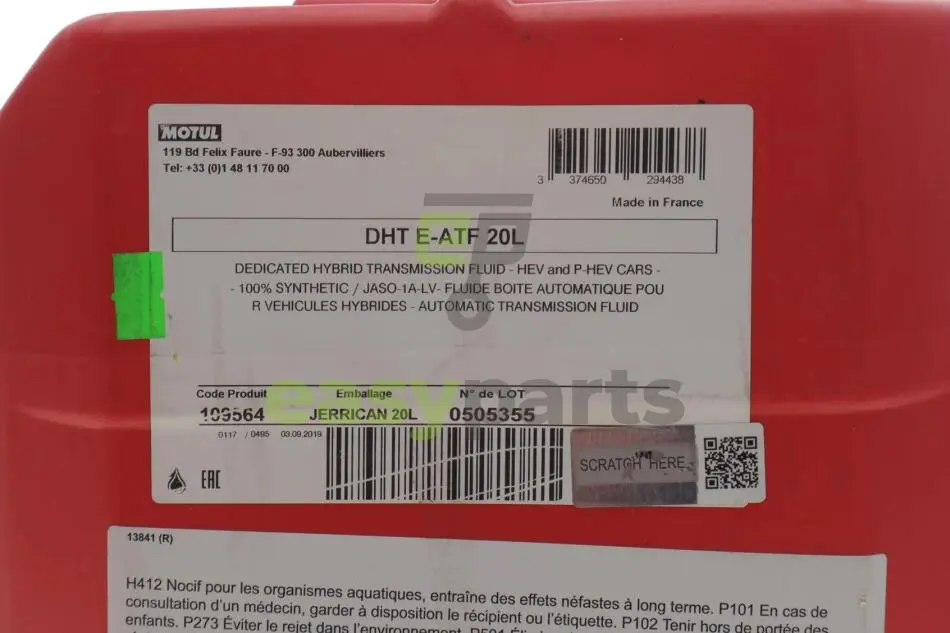 MOTUL
119 Bd Felix Faure - F-93 300 Aubervilliers
Tel: +33 (0)1 48 11 70 00
3 374650 294438
Made in France
DHT E-ATF 20L
DEDICATED HYBRID TRANSMISSION FLUID - HEV and P-HEV CARS -
- 100% SYNTHETIC / JASO-1A-LV- FLUIDE BOITE AUTOMATIQUE POU
R VEHICULES HYBRIDES - AUTOMATIC TRANSMISSION FLUID
easyparts
Code Produit Emballage N° de LOT
109564 JERRICAN 20L 0505355
0117 / 0495 03.09.2019
SCRATCH HERE
EAC
13841 (R)
H412 Nocif pour les organismes aquatiques, entraîne des effets néfastes à long terme. P101 En cas de
consultation d'un médecin, garder à disposition le récipient ou l'étiquette. P102 Tenir hors de portée des
enfants. P273 Éviter le rejet dans l'environnement.